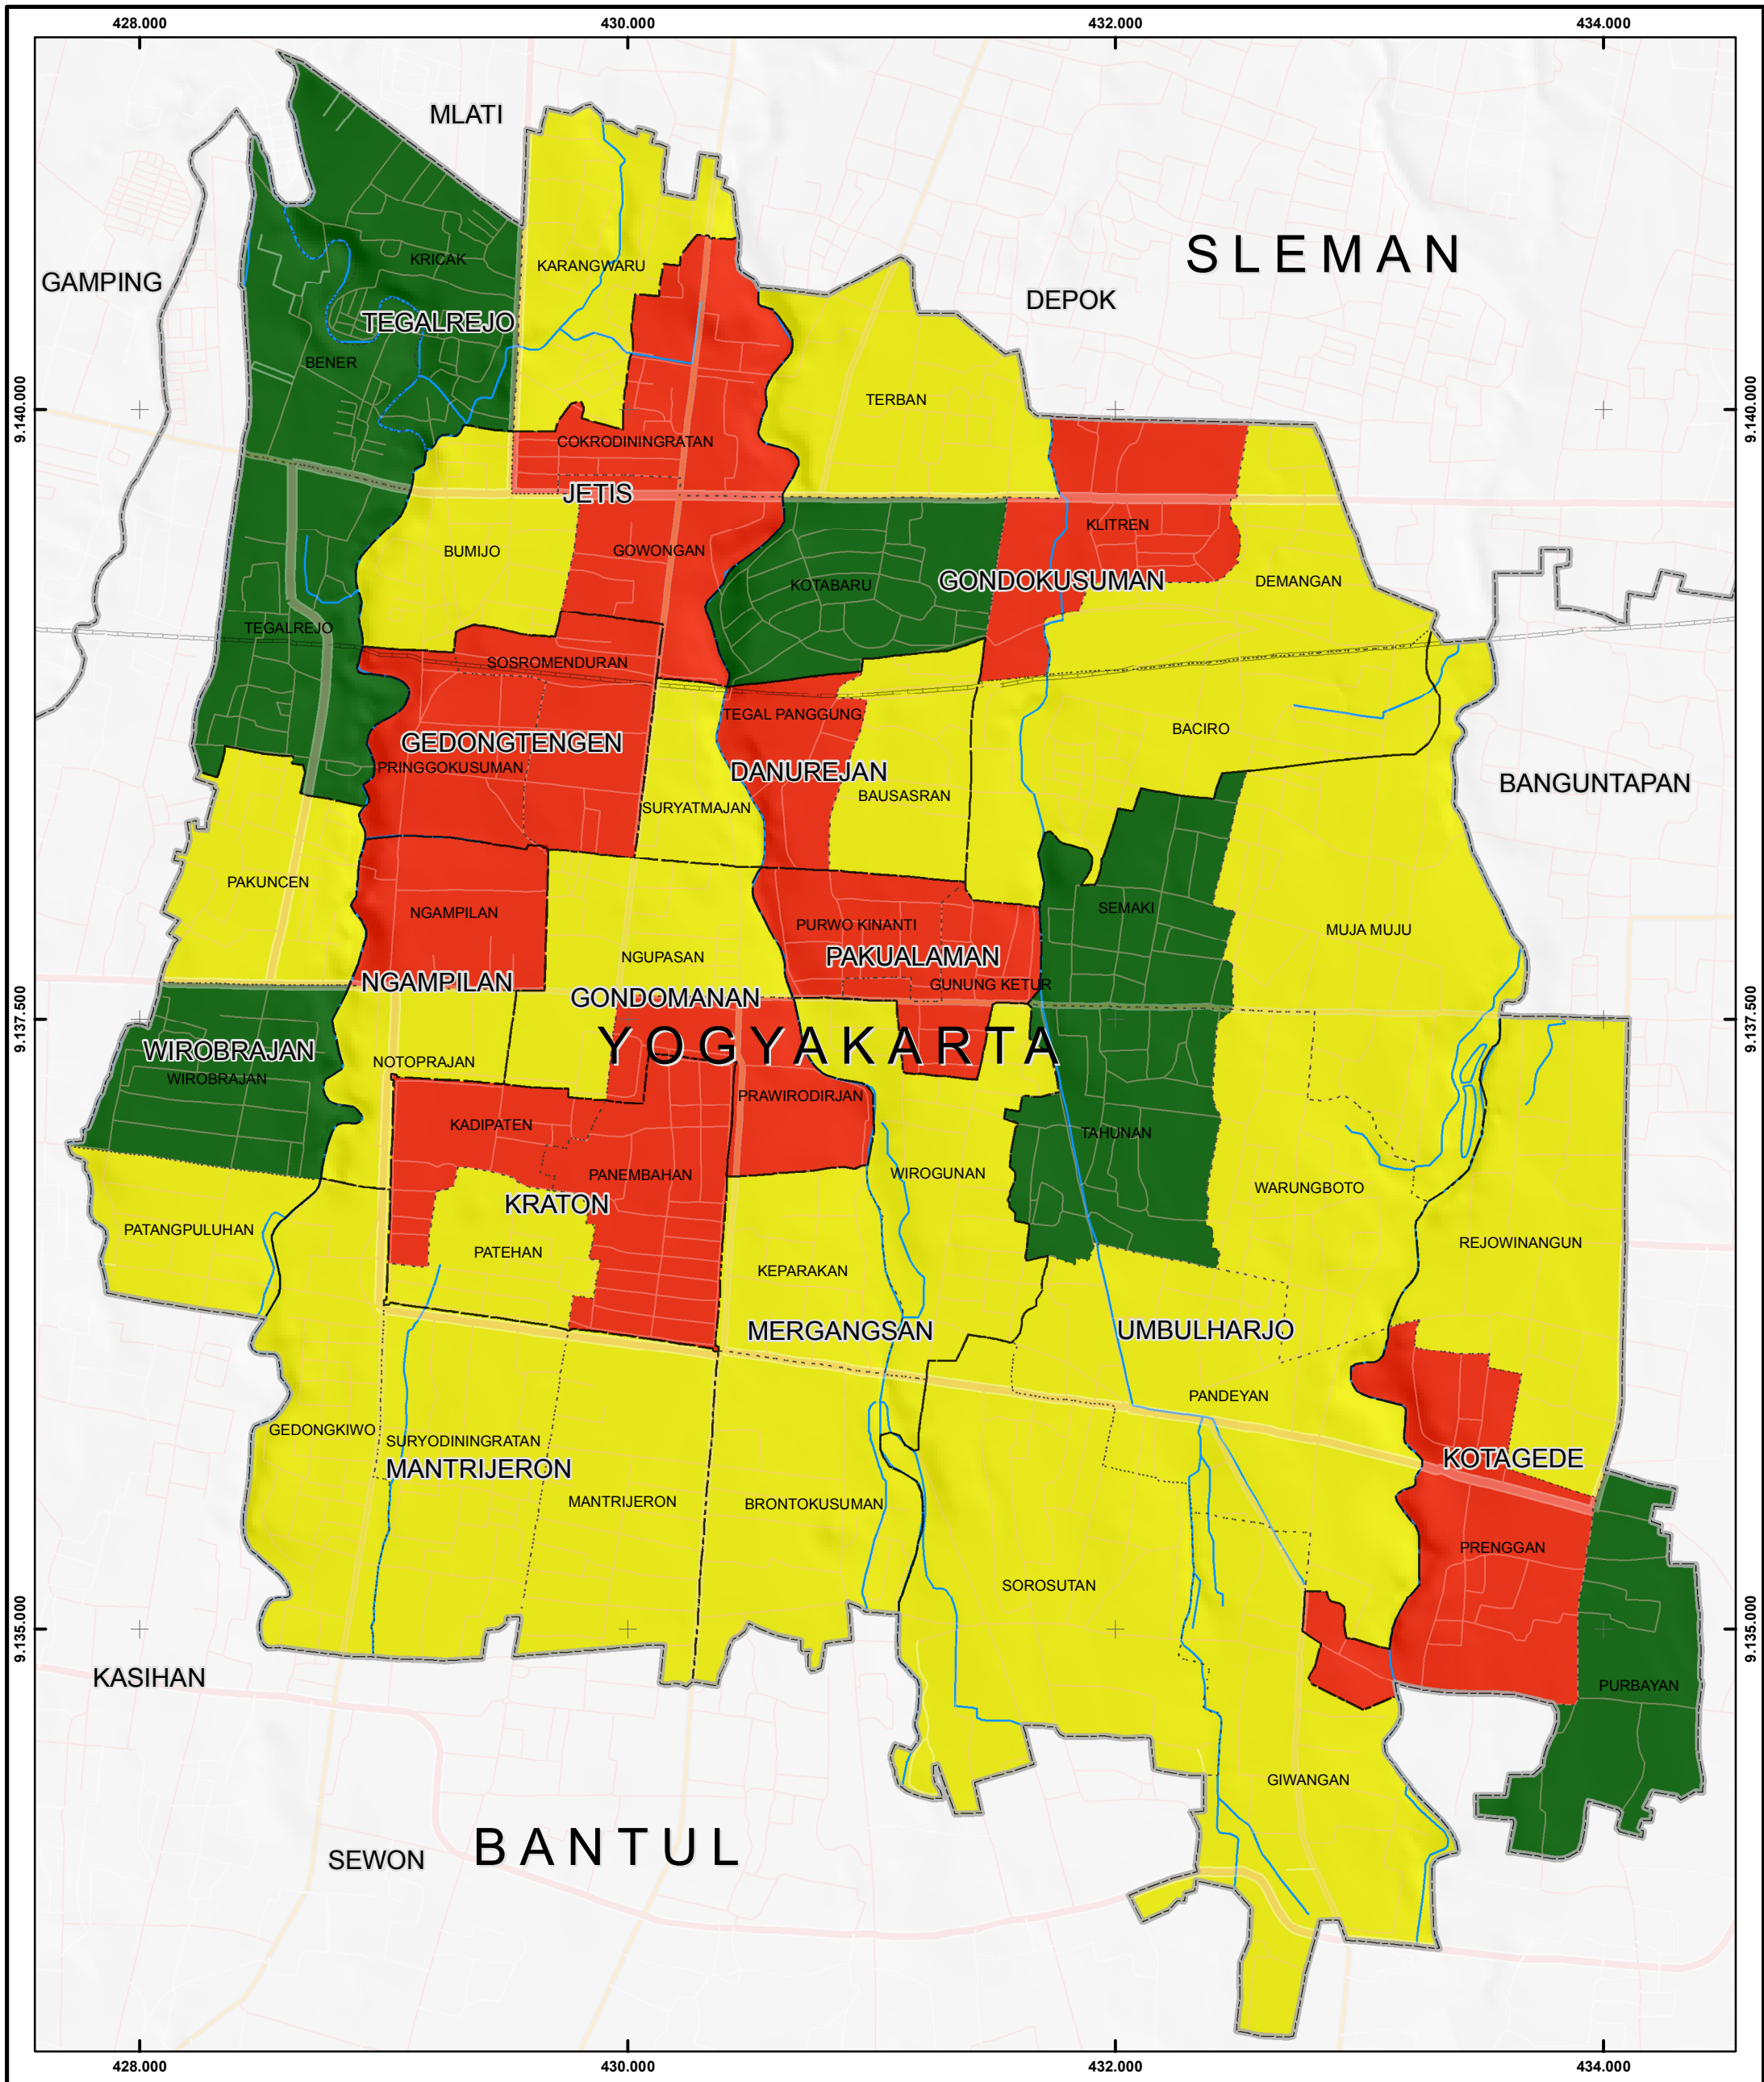 428.000 430.000 432.000 434.000
MLATI
SLEMAN
KRICAK
KARANGWARU
GAMPING
DEPOK
TEGALREJO
BENER
9.140.000
TERBAN
9.140.000
COKRODININGRATAN
JETIS
KLITREN
BUMIJO
GOWONGAN
KOTABARU
GONDOKUSUMAN
DEMANGAN
TEGALREJO
SOSROMENDURAN
TEGAL PANGGUNG
BACIRO
GEDONGTENGEN
PRINGGOKUSUMAN
DANUREJAN
BANGUNTAPAN
BAUSASRAN
SURYATMAJAN
PAKUNCEN
NGAMPILAN
SEMAKI
PURWO KINANTI
MUJA MUJU
NGUPASAN
PAKUALAMAN
NGAMPILAN
GUNUNG KETUR
GONDOMANAN
9.137.500
9.137.500
YOGYAKARTA
WIROBRAJAN
NOTOPRAJAN
WIROBRAJAN
PRAWIRODIRJAN
KADIPATEN
TAHUNAN
PANEMBAHAN
WIROGUNAN
WARUNGBOTO
KRATON
PATANGPULUHAN
REJOWINANGUN
PATEHAN
KEPARAKAN
MERGANGSAN
UMBULHARJO
PANDEYAN
GEDONGKIWO
SURYODININGRATAN
KOTAGEDE
MANTRIJERON
MANTRIJERON
BRONTOKUSUMAN
PRENGGAN
SOROSUTAN
9.135.000
9.135.000
KASIHAN
PURBAYAN
GIWANGAN
BANTUL
SEWON
428.000 430.000 432.000 434.000